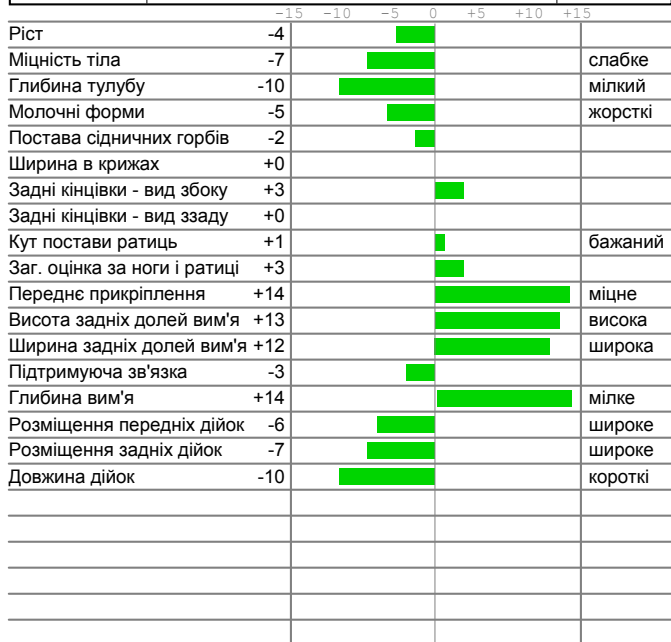 -15 -10 -5 0 +5 +10 +15
Ріст -4
Міцність тіла -7 слабке
Глибина тулубу -10 мілкий
Молочні форми -5 жорсткі
Постава сідничних горбів -2
Ширина в крижах +0
Задні кінцівки - вид збоку +3
Задні кінцівки - вид ззаду +0
Кут постави ратиць +1 бажаний
Заг. оцінка за ноги і ратиці +3
Переднє прикріплення +14 міцне
Висота задніх долей вим'я +13 висока
Ширина задніх долей вим'я +12 широка
Підтримуюча зв'язка -3
Глибина вим'я +14 мілке
Розміщення передніх дійок -6 широке
Розміщення задніх дійок -7 широке
Довжина дійок -10 короткі